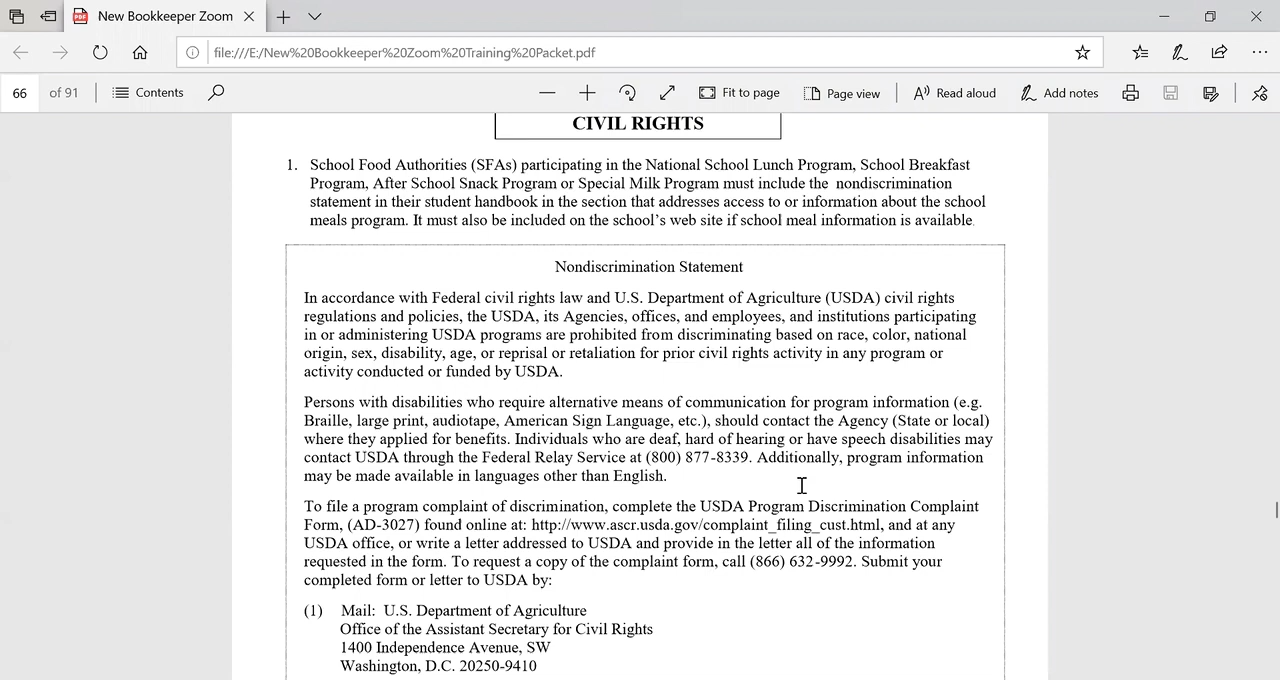 New Bookkeeper Zoom
file:///E:/New%20Bookkeeper%20Zoom%20Training%20Packet.pdf
66 of 91 Contents Fit to page Page view Read aloud Add notes
CIVIL RIGHTS
1. School Food Authorities (SFAs) participating in the National School Lunch Program, School Breakfast
Program, After School Snack Program or Special Milk Program must include the nondiscrimination
statement in their student handbook in the section that addresses access to or information about the school
meals program. It must also be included on the school's web site if school meal information is available.
Nondiscrimination Statement
In accordance with Federal civil rights law and U.S. Department of Agriculture (USDA) civil rights
regulations and policies, the USDA, its Agencies, offices, and employees, and institutions participating
in or administering USDA programs are prohibited from discriminating based on race, color, national
origin, sex, disability, age, or reprisal or retaliation for prior civil rights activity in any program or
activity conducted or funded by USDA.
Persons with disabilities who require alternative means of communication for program information (e.g.
Braille, large print, audiotape, American Sign Language, etc.), should contact the Agency (State or local)
where they applied for benefits. Individuals who are deaf, hard of hearing or have speech disabilities may
contact USDA through the Federal Relay Service at (800) 877-8339. Additionally, program information
may be made available in languages other than English.
To file a program complaint of discrimination, complete the USDA Program Discrimination Complaint
Form, (AD-3027) found online at: http://www.ascr.usda.gov/complaint_filing_cust.html, and at any
USDA office, or write a letter addressed to USDA and provide in the letter all of the information
requested in the form. To request a copy of the complaint form, call (866) 632-9992. Submit your
completed form or letter to USDA by:
(1) Mail: U.S. Department of Agriculture
Office of the Assistant Secretary for Civil Rights
1400 Independence Avenue, SW
Washington, D.C. 20250-9410